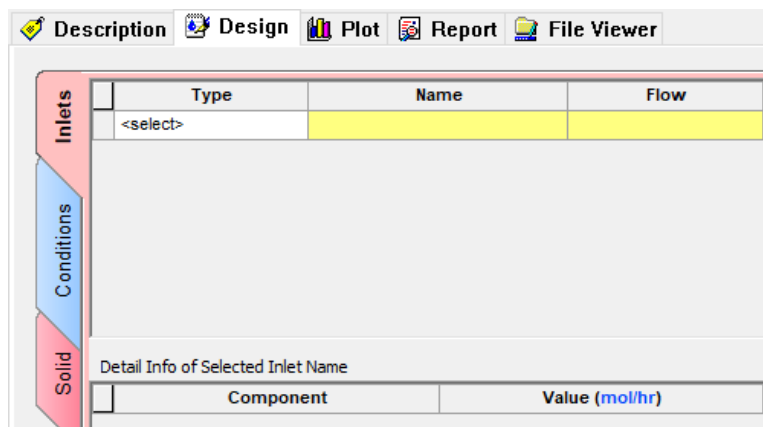 Description Design Plot Report File Viewer
Inlets
Type Name Flow
<select>
Conditions
Solid
Detail Info of Selected Inlet Name
Component Value (mol/hr)